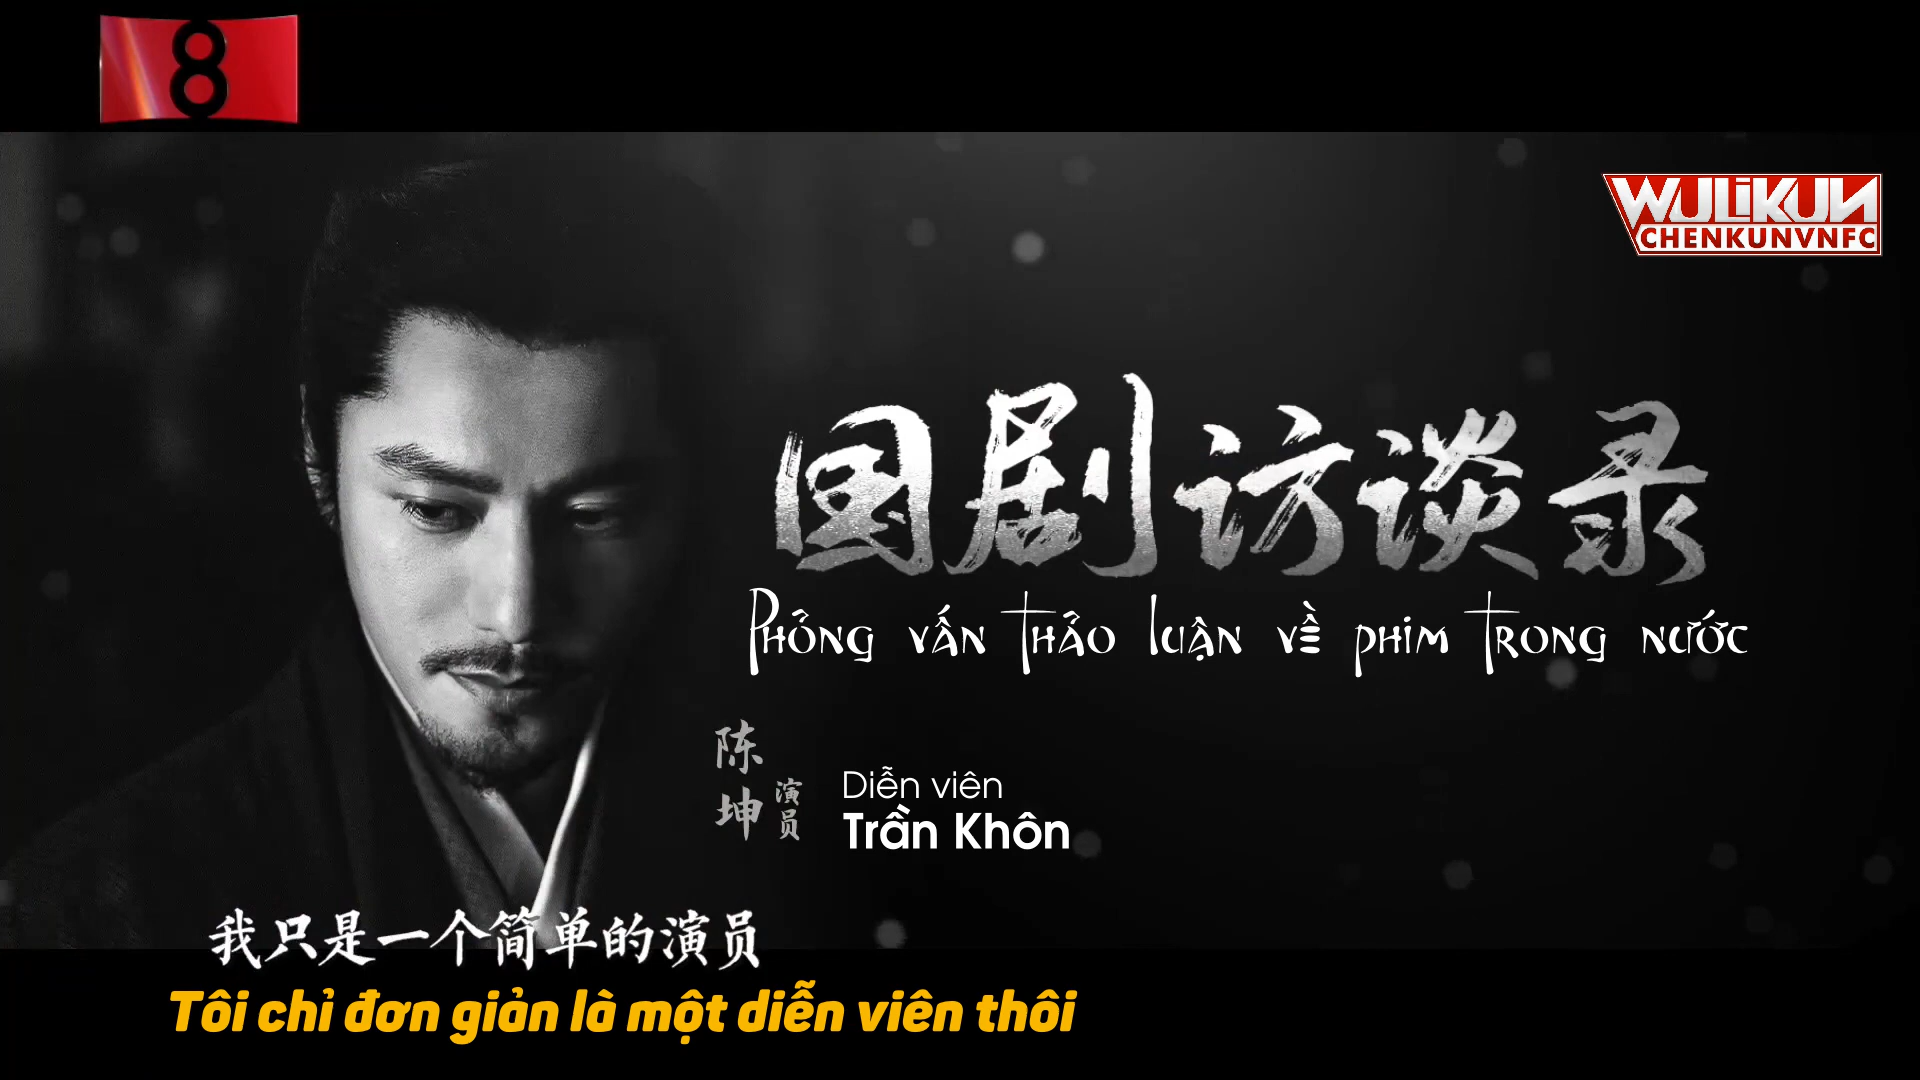 8
WULiKUN
CHENKUNVNFC
国剧访谈录
Phỏng vấn thảo luận về phim trong nước
陈坤
演员
Diễn viên
Trần Khôn
我只是一个简单的演员
Tôi chỉ đơn giản là một diễn viên thôi